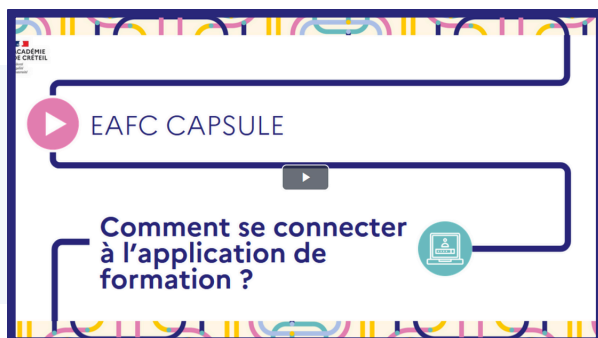 ACADÉMIE
DE CRÉTEIL
EAFC CAPSULE
Comment se connecter
à l'application de
formation ?